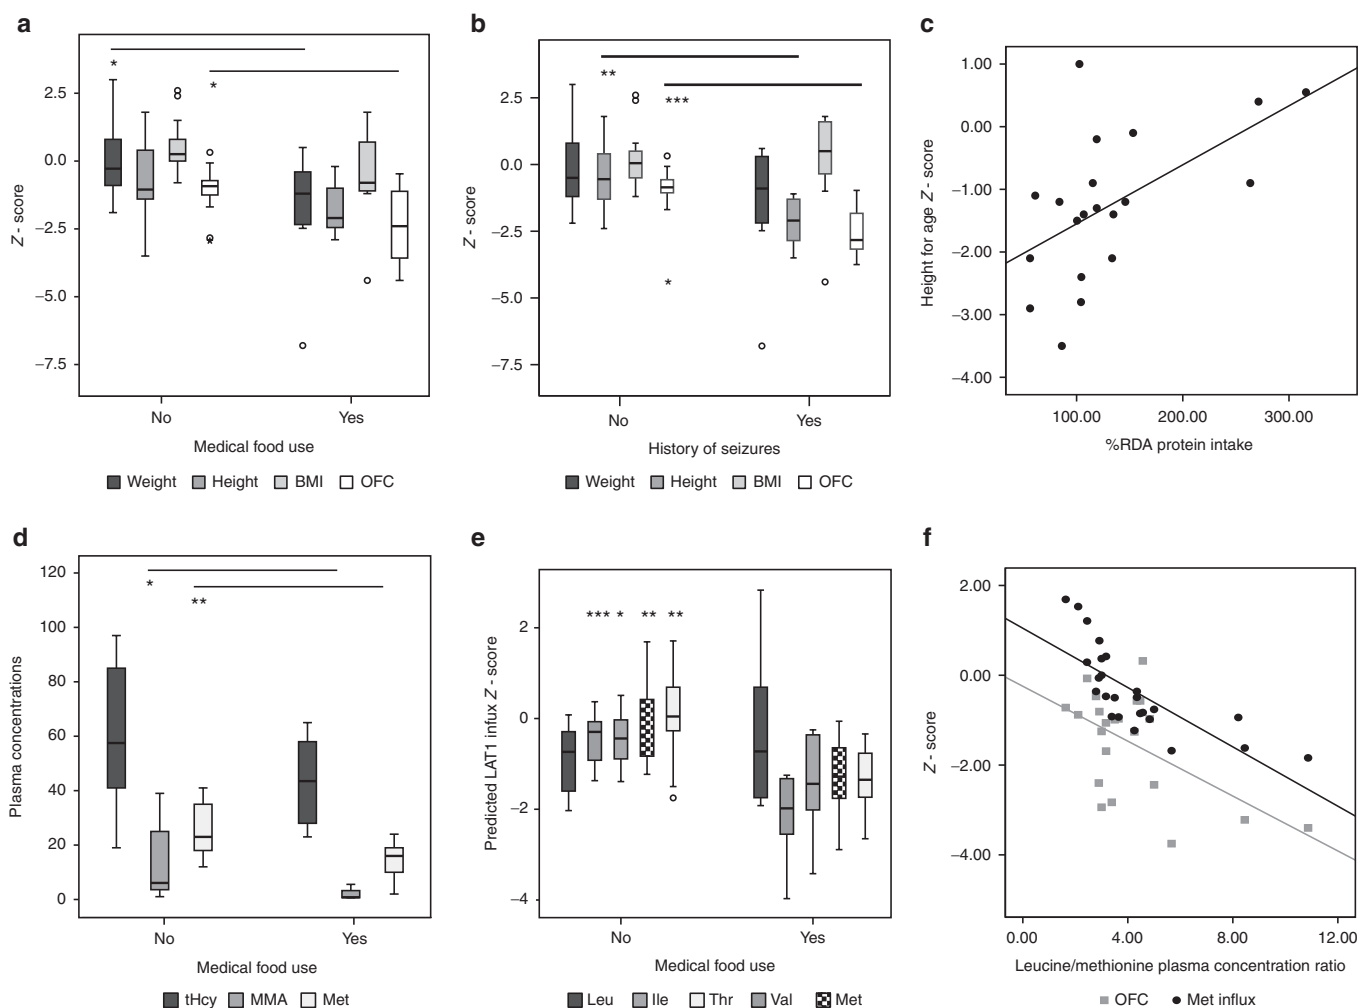 a
*
*
*
2.5
0.0
−2.5
−5.0
−7.5
Z - score
No
Yes
Medical food use
Weight
Height
BMI
OFC
b
**
***
*
2.5
0.0
−2.5
−5.0
−7.5
Z - score
No
Yes
History of seizures
Weight
Height
BMI
OFC
c
1.00
0.00
−1.00
−2.00
−3.00
−4.00
Height for age Z - score
100.00
200.00
300.00
%RDA protein intake
d
*
**
120
100
80
60
40
20
0
Plasma concentrations
No
Yes
Medical food use
tHcy
MMA
Met
e
*** * ** **
2
0
−2
−4
Predicted LAT1 influx Z - score
No
Yes
Medical food use
Leu
Ile
Thr
Val
Met
f
2.00
0.00
−2.00
−4.00
Z - score
0.00
4.00
8.00
12.00
Leucine/methionine plasma concentration ratio
OFC
Met influx